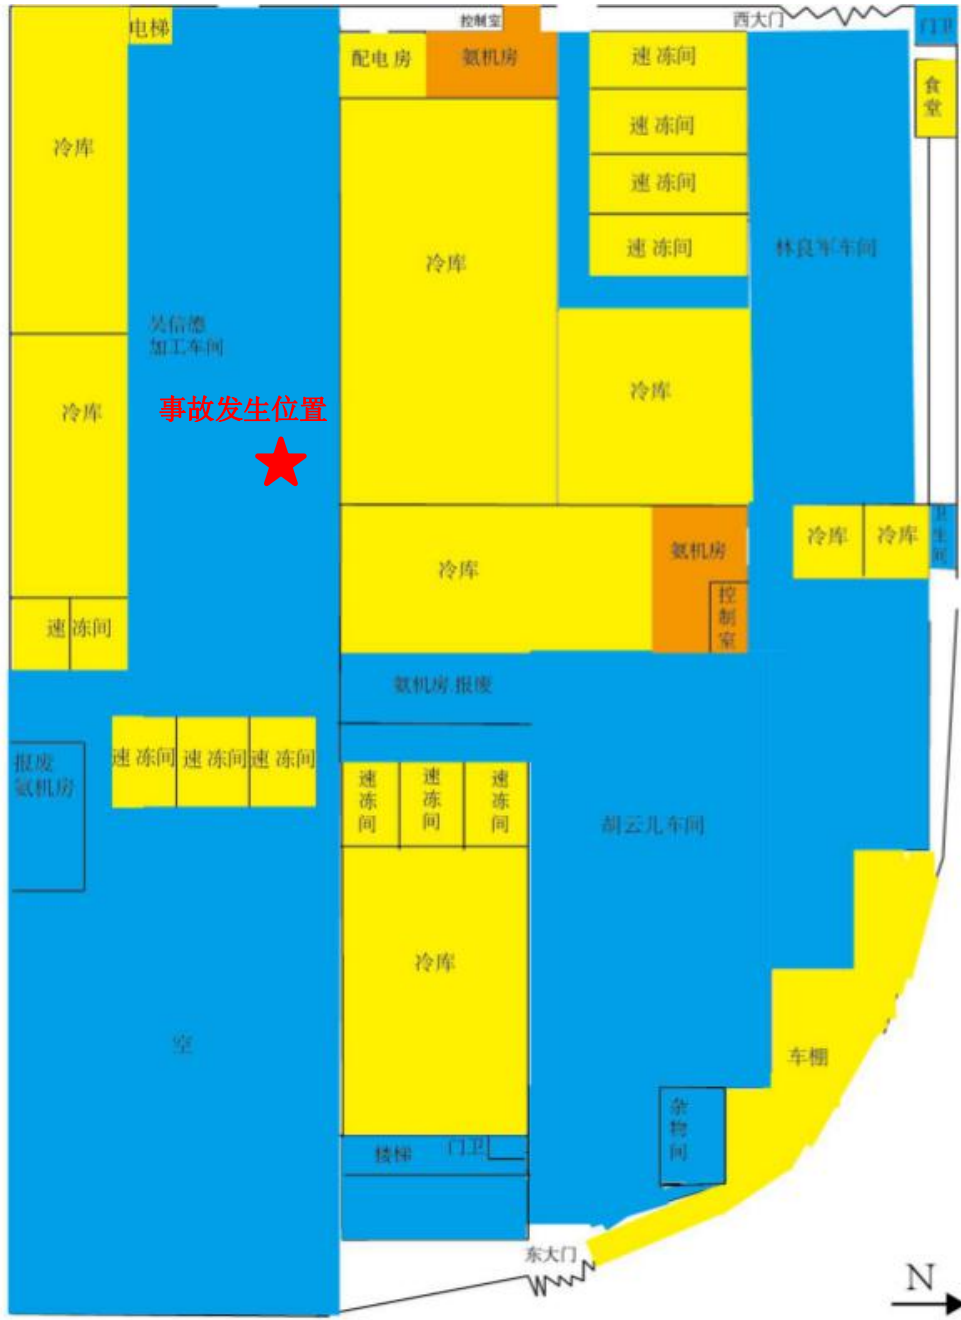 控制室
西大门
门卫
电梯
配电房
氨机房
速冻间
食堂
速冻间
冷库
速冻间
速冻间
林良军车间
冷库
吴信德
加工车间
冷库
冷库
事故发生位置
冷库
氨机房
冷库
冷库
卫生间
控制室
速冻间
氨机房.报废
报废
氨机房
速冻间
速冻间
速冻间
速冻间
速冻间
速冻间
胡云儿车间
冷库
空
车棚
杂物间
楼梯
门卫
东大门
N